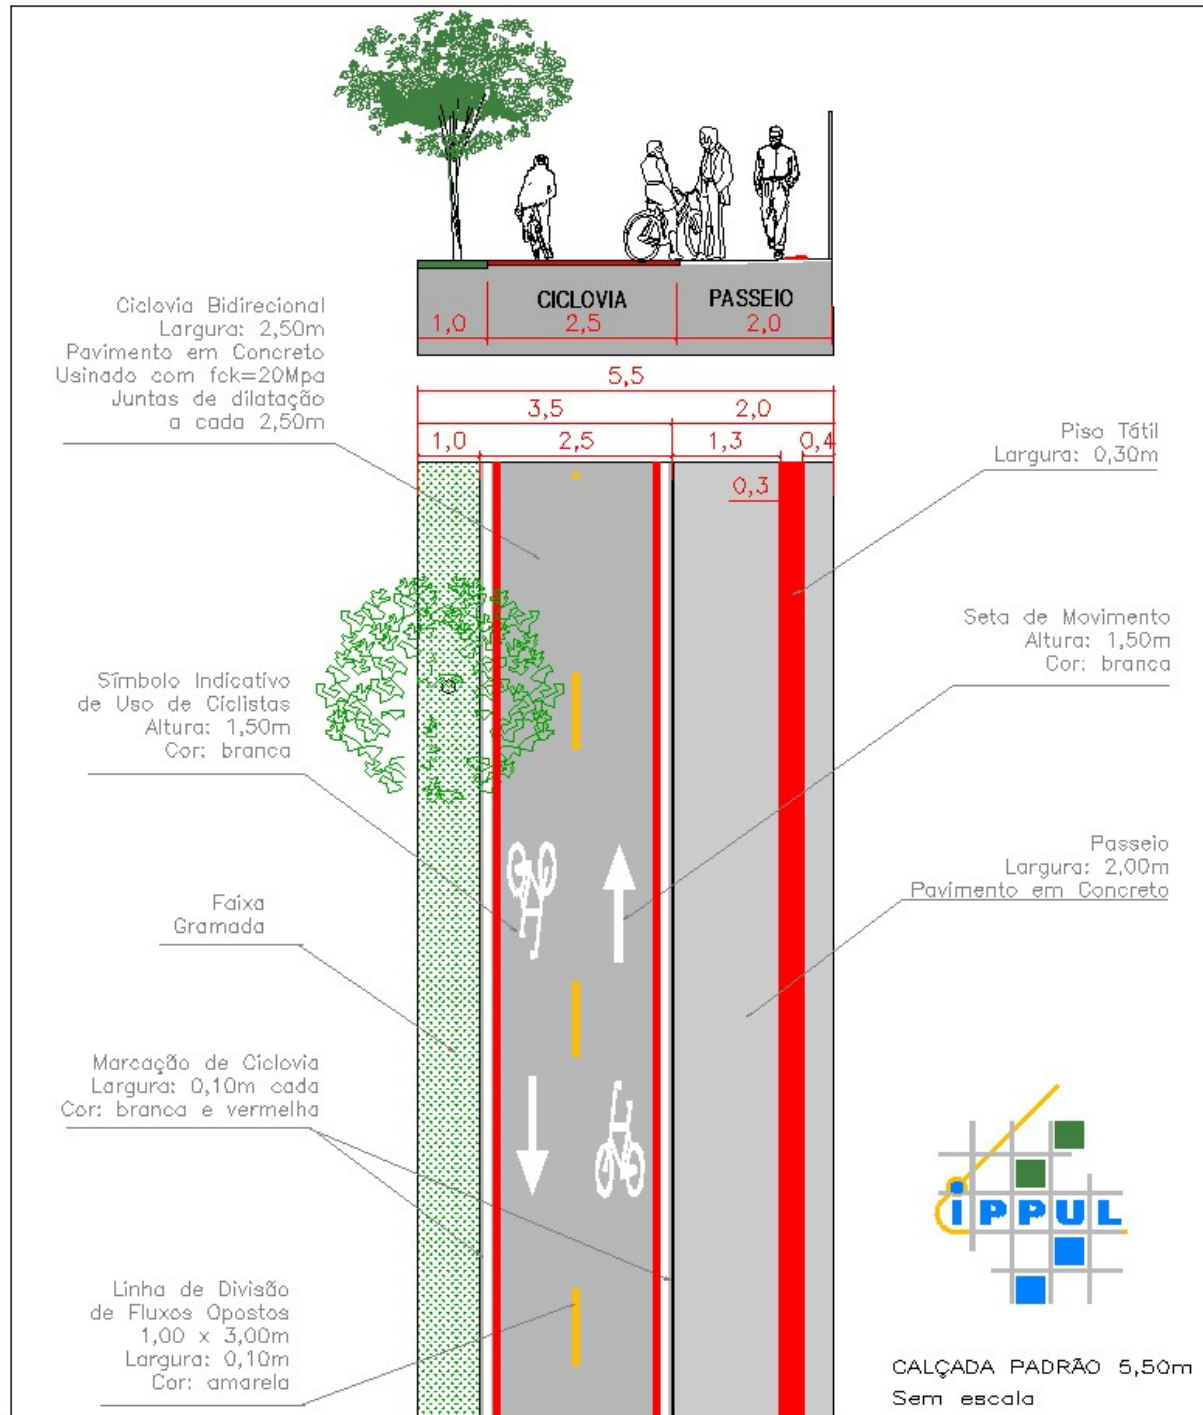 CICLOVIA
PASSEIO
1,0
2,5
2,0
Ciclovia Bidirecional
Largura: 2,50m
Pavimento em Concreto
Usinado com fck=20Mpa
Juntas de dilatação
a cada 2,50m
5,5
3,5
2,0
1,0
2,5
1,3
0,4
0,3
Piso Tátil
Largura: 0,30m
Seta de Movimento
Altura: 1,50m
Cor: branca
Símbolo Indicativo
de Uso de Ciclistas
Altura: 1,50m
Cor: branca
Passeio
Largura: 2,00m
Pavimento em Concreto
Faixa
Gramada
Marcação de Ciclovia
Largura: 0,10m cada
Cor: branca e vermelha
IPPUL
Linha de Divisão
de Fluxos Opostos
1,00 x 3,00m
Largura: 0,10m
Cor: amarela
CALÇADA PADRÃO 5,50m
Sem escala